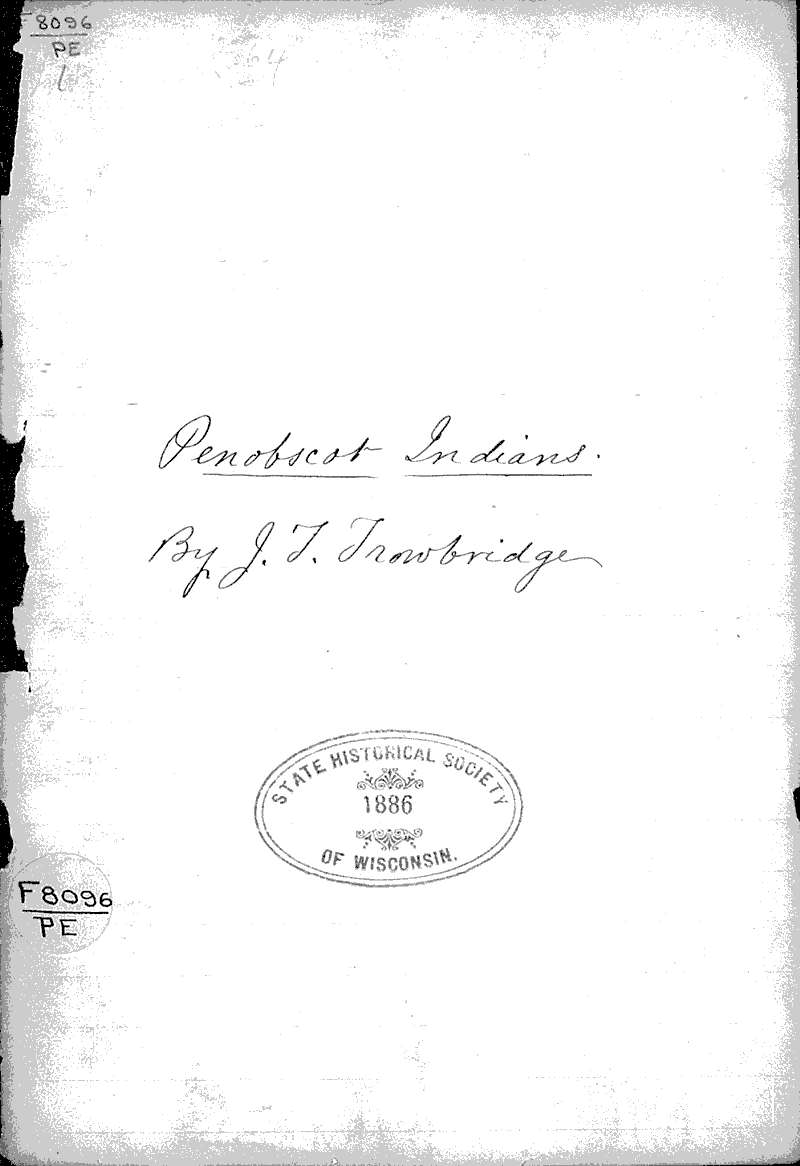 F8096
PE
Penobscot Indians.
By J. T. Trowbridge
STATE HISTORICAL SOCIETY
1886
OF WISCONSIN.
F8096
PE